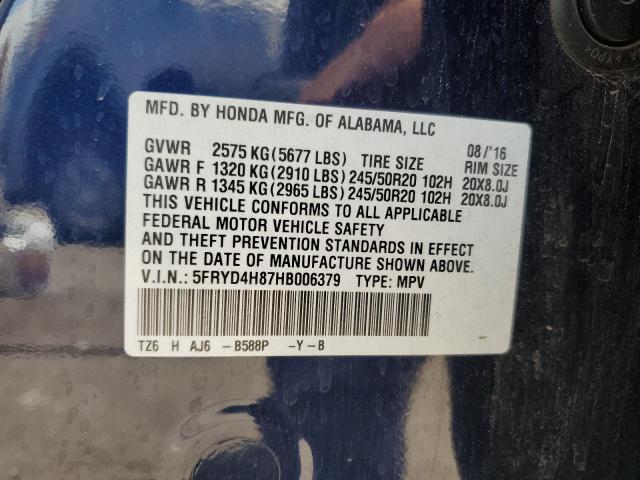 MFD. BY HONDA MFG. OF ALABAMA, LLC
GVWR 2575 KG (5677 LBS) TIRE SIZE 08/'16 RIM SIZE
GAWR F 1320 KG (2910 LBS) 245/50R20 102H 20X8.0J
GAWR R 1345 KG (2965 LBS) 245/50R20 102H 20X8.0J
THIS VEHICLE CONFORMS TO ALL APPLICABLE
FEDERAL MOTOR VEHICLE SAFETY
AND THEFT PREVENTION STANDARDS IN EFFECT
ON THE DATE OF MANUFACTURE SHOWN ABOVE.
V.I.N.: 5FRYD4H87HB006379 TYPE: MPV
TZ6 H AJ6 -B588P -Y-B